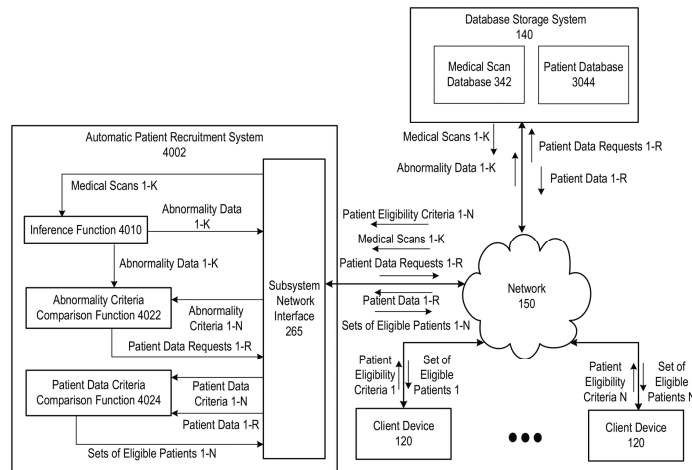 Database Storage System
140
Medical Scan
Database 342
Patient Database
3044
Automatic Patient Recruitment System
4002
Medical Scans 1-K
Inference Function 4010
Abnormality Data
1-K
Abnormality Data 1-K
Abnormality Criteria
Comparison Function 4022
Abnormality
Criteria 1-N
Patient Data Requests 1-R
Patient Data Criteria
Comparison Function 4024
Patient Data
Criteria 1-N
Patient Data 1-R
Sets of Eligible Patients 1-N
Subsystem
Network
Interface
265
Medical Scans 1-K
Abnormality Data 1-K
Patient Data Requests 1-R
Patient Data 1-R
Patient Eligibility Criteria 1-N
Medical Scans 1-K
Patient Data Requests 1-R
Patient Data 1-R
Sets of Eligible Patients 1-N
Network
150
Patient
Eligibility
Criteria 1
Set of
Eligible
Patients 1
Client Device
120
Patient
Eligibility
Criteria N
Set of
Eligible
Patients N
Client Device
120